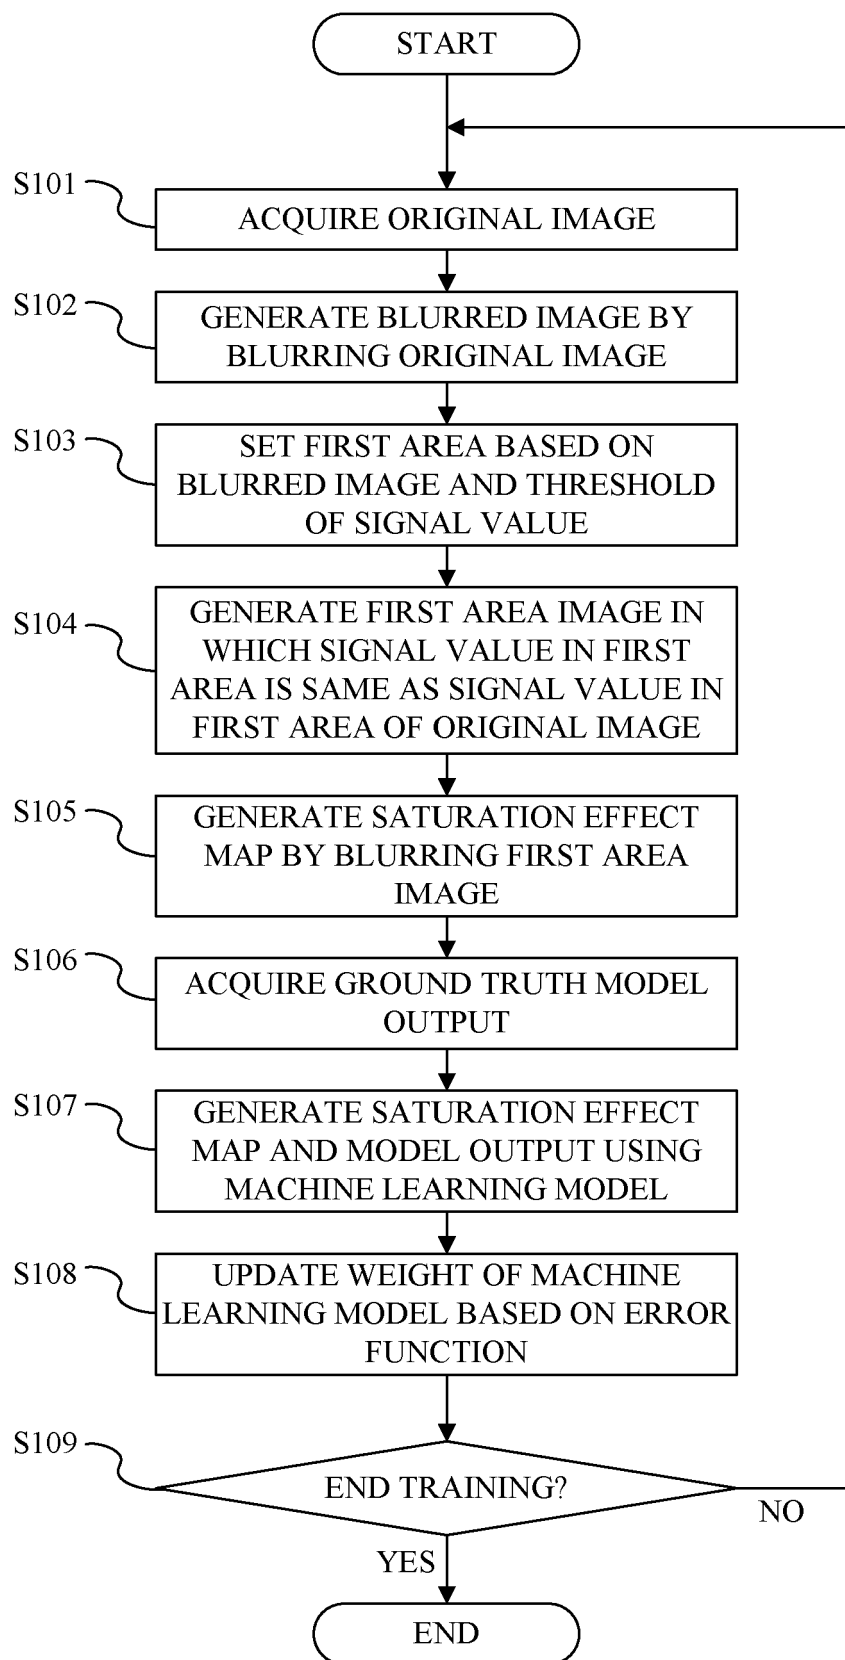 START
S101
ACQUIRE ORIGINAL IMAGE
S102
GENERATE BLURRED IMAGE BY
BLURRING ORIGINAL IMAGE
S103
SET FIRST AREA BASED ON
BLURRED IMAGE AND THRESHOLD
OF SIGNAL VALUE
S104
GENERATE FIRST AREA IMAGE IN
WHICH SIGNAL VALUE IN FIRST
AREA IS SAME AS SIGNAL VALUE IN
FIRST AREA OF ORIGINAL IMAGE
S105
GENERATE SATURATION EFFECT
MAP BY BLURRING FIRST AREA
IMAGE
S106
ACQUIRE GROUND TRUTH MODEL
OUTPUT
S107
GENERATE SATURATION EFFECT
MAP AND MODEL OUTPUT USING
MACHINE LEARNING MODEL
S108
UPDATE WEIGHT OF MACHINE
LEARNING MODEL BASED ON ERROR
FUNCTION
S109
END TRAINING?
NO
YES
END